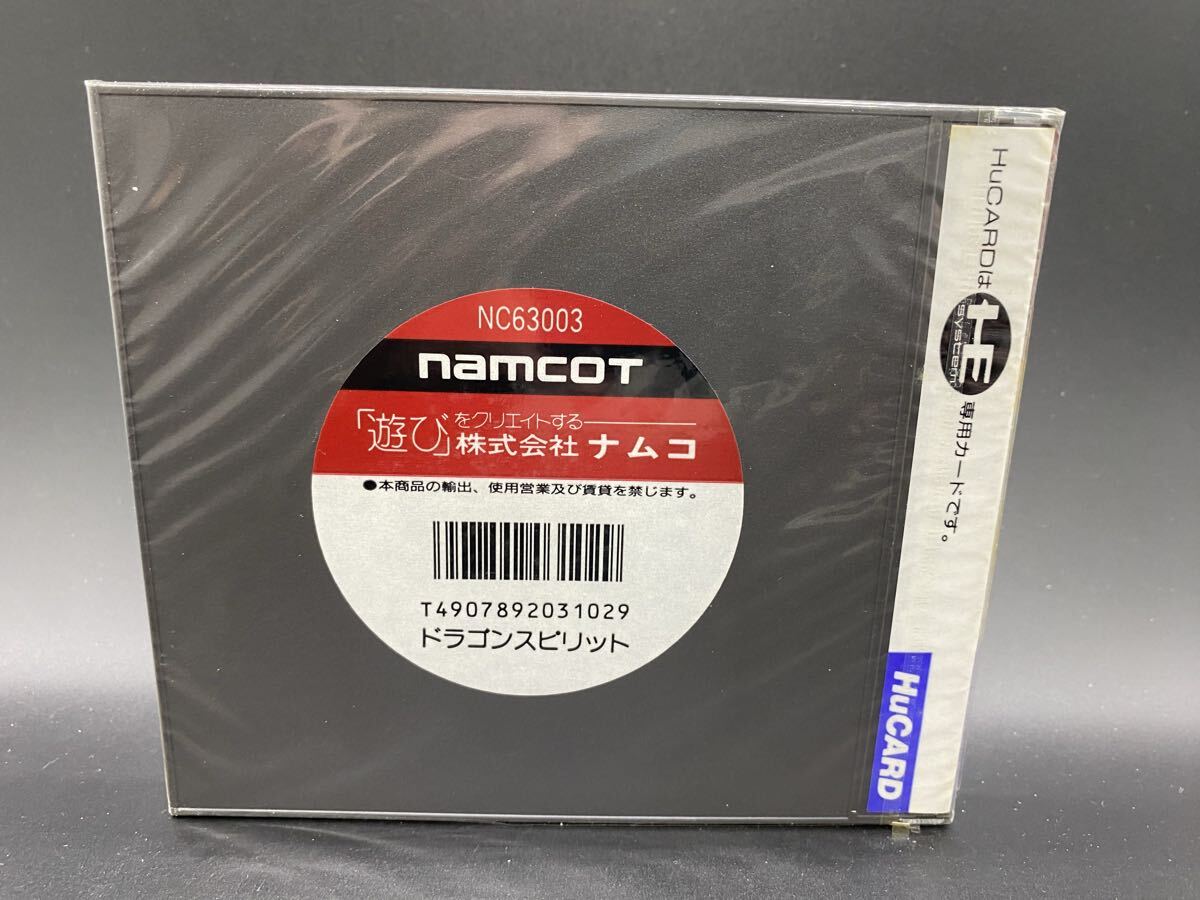 NC63003
namcoT
「遊び」をクリエイトする
株式会社 ナムコ
●本商品の輸出、使用営業及び賃貸を禁じます。
T4907892031029
ドラゴンスピリット
HuCARDは PE system 専用カードです。
HuCARD